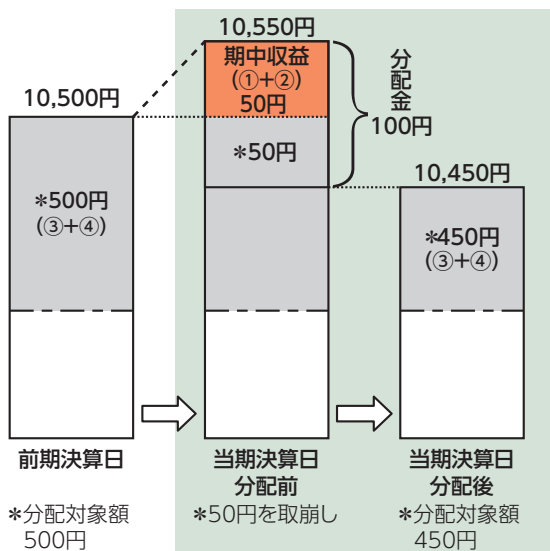 10,500円
*500円
(③+④)
前期決算日
*分配対象額
500円
10,550円
期中収益
(①+②)
50円
*50円
分配金
100円
当期決算日
分配前
*50円を取崩し
10,450円
*450円
(③+④)
当期決算日
分配後
*分配対象額
450円